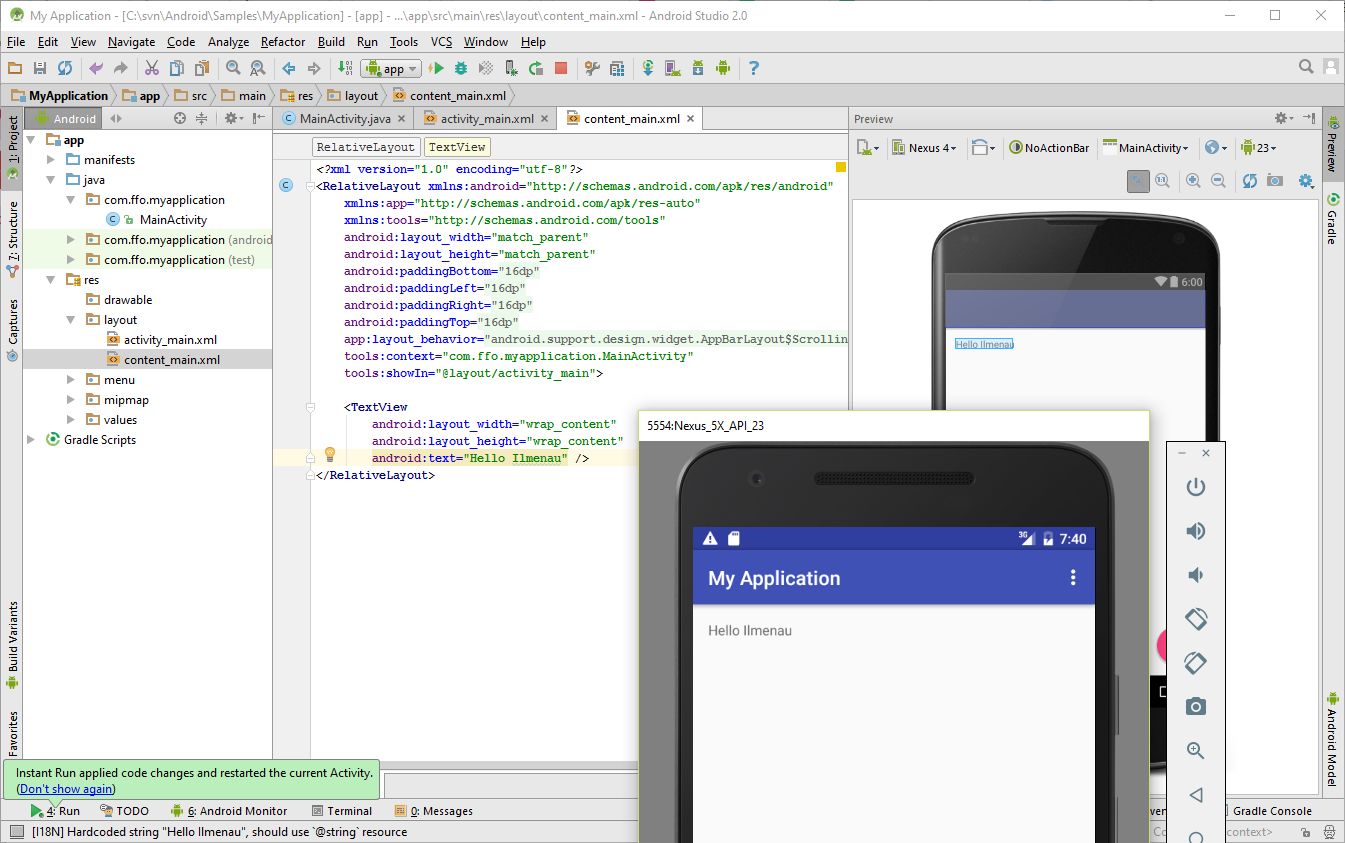 My Application - [C:\svn\Android\Samples\MyApplication] - [app] - ...\app\src\main\res\layout\content_main.xml - Android Studio 2.0
File Edit View Navigate Code Analyze Refactor Build Run Tools VCS Window Help
app
MyApplication app src main res layout content_main.xml
1: Project
7: Structure
Captures
Build Variants
Favorites
Android
app
manifests
java
com.ffo.myapplication
MainActivity
com.ffo.myapplication (android
com.ffo.myapplication (test)
res
drawable
layout
activity_main.xml
content_main.xml
menu
mipmap
values
Gradle Scripts
MainActivity.java activity_main.xml content_main.xml
RelativeLayout TextView
<?xml version="1.0" encoding="utf-8"?>
<RelativeLayout xmlns:android="http://schemas.android.com/apk/res/android"
xmlns:app="http://schemas.android.com/apk/res-auto"
xmlns:tools="http://schemas.android.com/tools"
android:layout_width="match_parent"
android:layout_height="match_parent"
android:paddingBottom="16dp"
android:paddingLeft="16dp"
android:paddingRight="16dp"
android:paddingTop="16dp"
app:layout_behavior="android.support.design.widget.AppBarLayout$Scrollin
tools:context="com.ffo.myapplication.MainActivity"
tools:showIn="@layout/activity_main">
<TextView
android:layout_width="wrap_content"
android:layout_height="wrap_content"
android:text="Hello Ilmenau" />
</RelativeLayout>
Preview
Nexus 4 NoActionBar MainActivity 23
6:00
Hello Ilmenau
5554:Nexus_5X_API_23
3G 7:40
My Application
Hello Ilmenau
Preview
Gradle
Android Model
Instant Run applied code changes and restarted the current Activity.
(Don't show again)
4: Run TODO 6: Android Monitor Terminal 0: Messages Gradle Console
[I18N] Hardcoded string "Hello Ilmenau", should use `@string` resource
context>